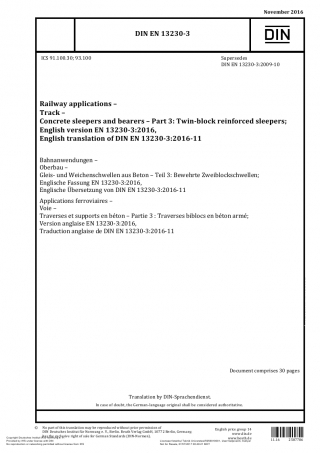 November 2016
DIN EN 13230-3
DIN
ICS 91.100.30; 93.100
Supersedes
DIN EN 13230-3:2009-10
Railway applications –
Track –
Concrete sleepers and bearers – Part 3: Twin-block reinforced sleepers;
English version EN 13230-3:2016,
English translation of DIN EN 13230-3:2016-11
Bahnanwendungen –
Oberbau –
Gleis- und Weichenschwellen aus Beton – Teil 3: Bewehrte Zweiblockschwellen;
Englische Fassung EN 13230-3:2016,
Englische Übersetzung von DIN EN 13230-3:2016-11
Applications ferroviaires –
Voie –
Traverses et supports en béton – Partie 3 : Traverses biblocs en béton armé;
Version anglaise EN 13230-3:2016,
Traduction anglaise de DIN EN 13230-3:2016-11
Document comprises 30 pages
Translation by DIN-Sprachendienst.
In case of doubt, the German-language original shall be considered authoritative.
No part of this translation may be reproduced without prior permission of
DIN Deutsches Institut für Normung e. V., Berlin. Beuth Verlag GmbH, 10772 Berlin, Germany,
has the exclusive right of sale for German Standards (DIN-Normen).
English price group 14
www.din.de
www.beuth.de
11.16